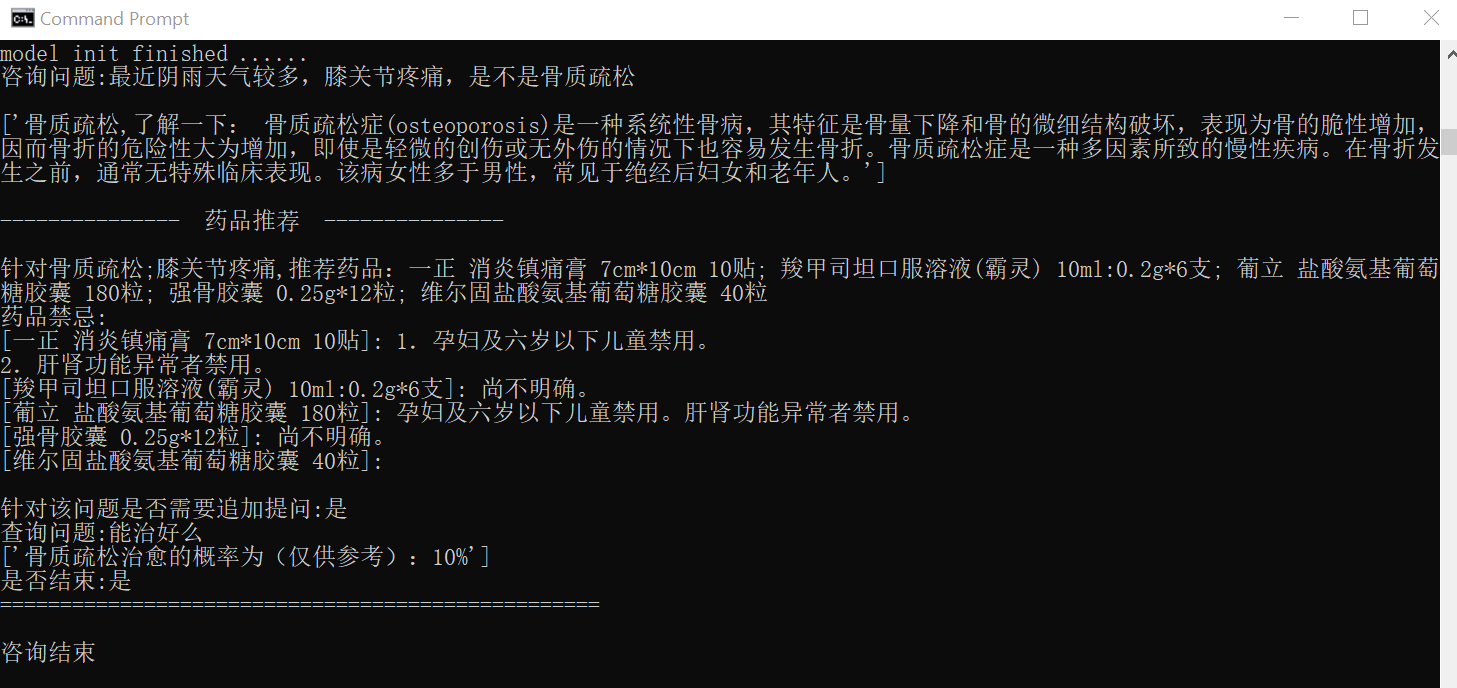 Command Prompt
model init finished ......
咨询问题:最近阴雨天气较多，膝关节疼痛，是不是骨质疏松
['骨质疏松,了解一下： 骨质疏松症(osteoporosis)是一种系统性骨病，其特征是骨量下降和骨的微细结构破坏，表现为骨的脆性增加，
因而骨折的危险性大为增加，即使是轻微的创伤或无外伤的情况下也容易发生骨折。骨质疏松症是一种多因素所致的慢性疾病。在骨折发
生之前，通常无特殊临床表现。该病女性多于男性，常见于绝经后妇女和老年人。']
---------------  药品推荐  ---------------
针对骨质疏松;膝关节疼痛,推荐药品：一正 消炎镇痛膏 7cm*10cm 10贴; 羧甲司坦口服溶液(霸灵) 10ml:0.2g*6支; 葡立 盐酸氨基葡萄
糖胶囊 180粒; 强骨胶囊 0.25g*12粒; 维尔固盐酸氨基葡萄糖胶囊 40粒
药品禁忌:
[一正 消炎镇痛膏 7cm*10cm 10贴]: 1. 孕妇及六岁以下儿童禁用。
2. 肝肾功能异常者禁用。
[羧甲司坦口服溶液(霸灵) 10ml:0.2g*6支]: 尚不明确。
[葡立 盐酸氨基葡萄糖胶囊 180粒]: 孕妇及六岁以下儿童禁用。肝肾功能异常者禁用。
[强骨胶囊 0.25g*12粒]: 尚不明确。
[维尔固盐酸氨基葡萄糖胶囊 40粒]:
针对该问题是否需要追加提问:是
查询问题:能治好么
['骨质疏松治愈的概率为（仅供参考）：10%']
是否结束:是
==================================================
咨询结束